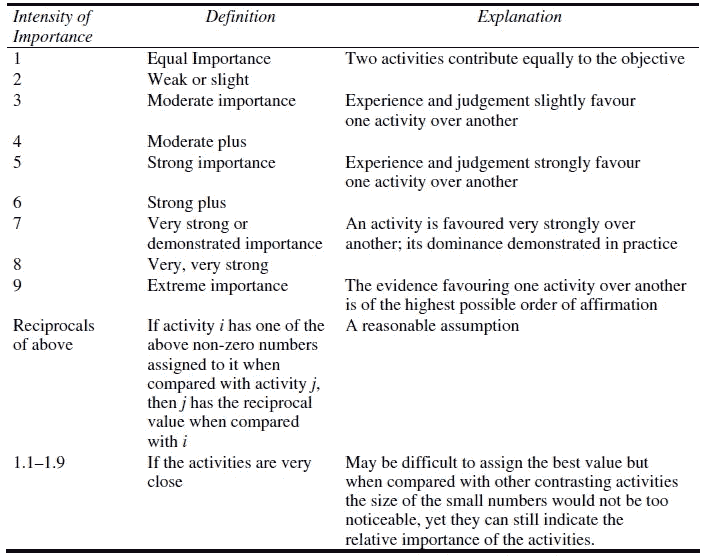 Intensity of Definition Explanation
Importance
1 Equal Importance Two activities contribute equally to the objective
2 Weak or slight
3 Moderate importance Experience and judgement slightly favour
one activity over another
4 Moderate plus
5 Strong importance Experience and judgement strongly favour
one activity over another
6 Strong plus
7 Very strong or An activity is favoured very strongly over
demonstrated importance another; its dominance demonstrated in practice
8 Very, very strong
9 Extreme importance The evidence favouring one activity over another
is of the highest possible order of affirmation
Reciprocals If activity i has one of the A reasonable assumption
of above above non-zero numbers
assigned to it when
compared with activity j,
then j has the reciprocal
value when compared
with i
1.1–1.9 If the activities are very May be difficult to assign the best value but
close when compared with other contrasting activities
the size of the small numbers would not be too
noticeable, yet they can still indicate the
relative importance of the activities.